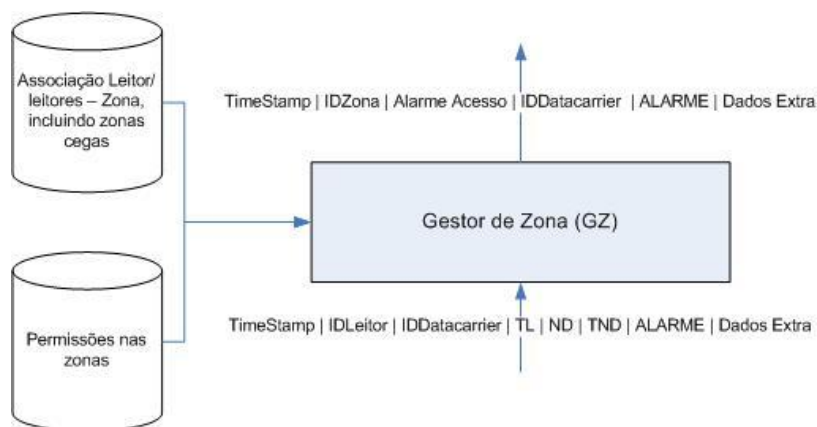 Associação Leitor/
leitores – Zona,
incluindo zonas
cegas
TimeStamp | IDZona | Alarme Acesso | IDDatacarrier | ALARME | Dados Extra
Gestor de Zona (GZ)
Permissões nas
zonas
TimeStamp | IDLeitor | IDDatacarrier | TL | ND | TND | ALARME | Dados Extra